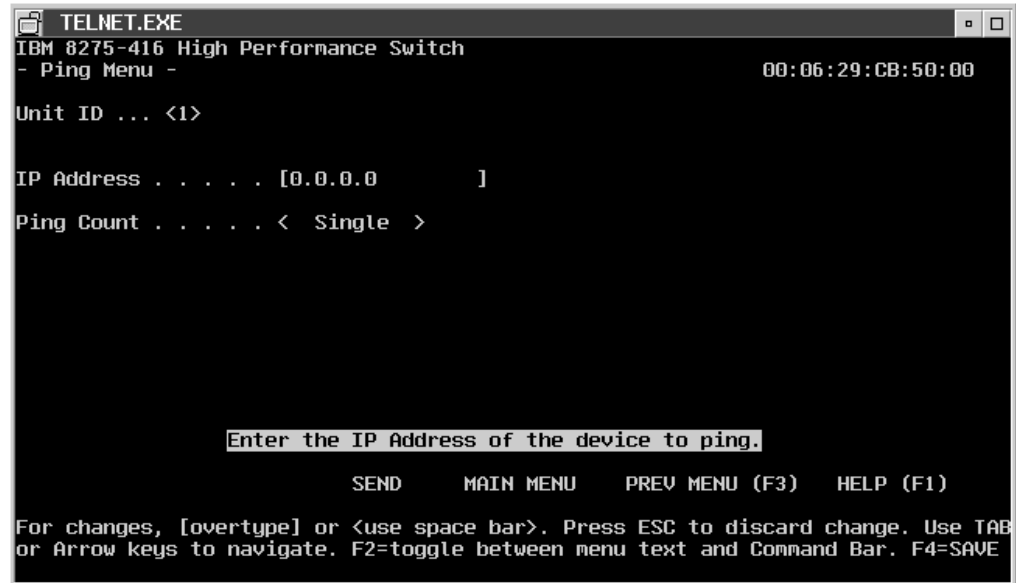 TELNET.EXE
IBM 8275-416 High Performance Switch
- Ping Menu - 00:06:29:CB:50:00
Unit ID ... <1>
IP Address . . . . . [0.0.0.0 ]
Ping Count . . . . . < Single >
Enter the IP Address of the device to ping.
SEND MAIN MENU PREV MENU (F3) HELP (F1)
For changes, [overtype] or <use space bar>. Press ESC to discard change. Use TAB
or Arrow keys to navigate. F2=toggle between menu text and Command Bar. F4=SAVE